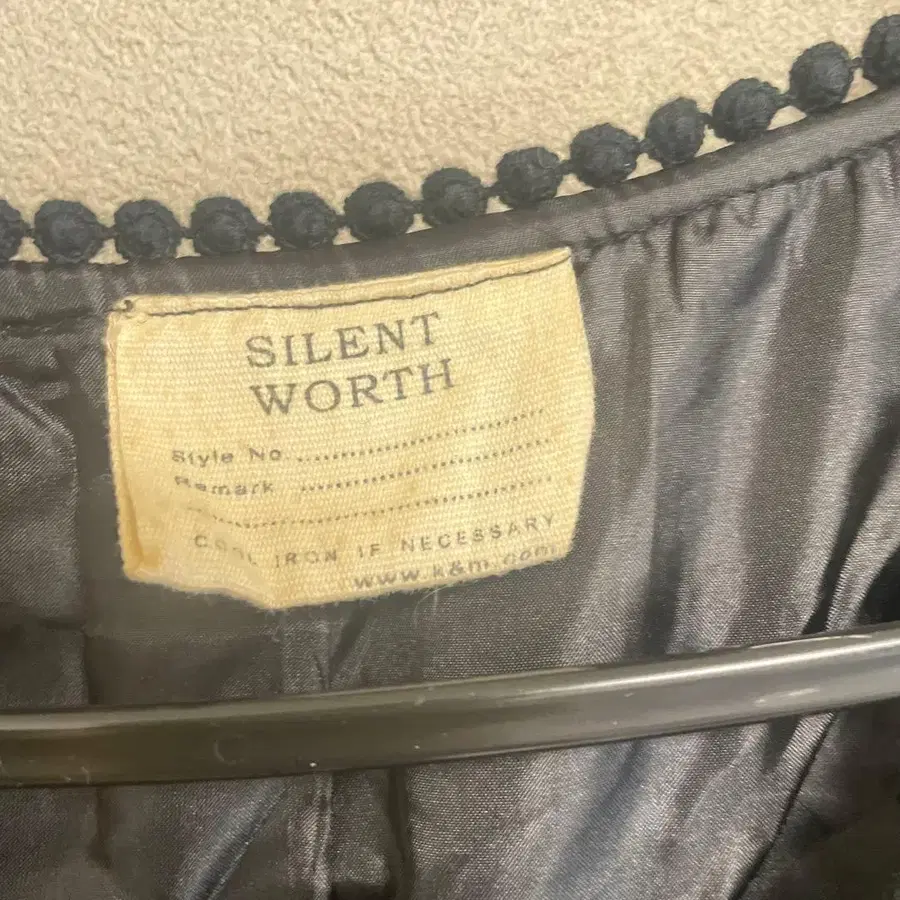 SILENT
WORTH
Style No ........................................
Remark ........................................
........................................................
COOL IRON IF NECESSARY
www.k&m.com